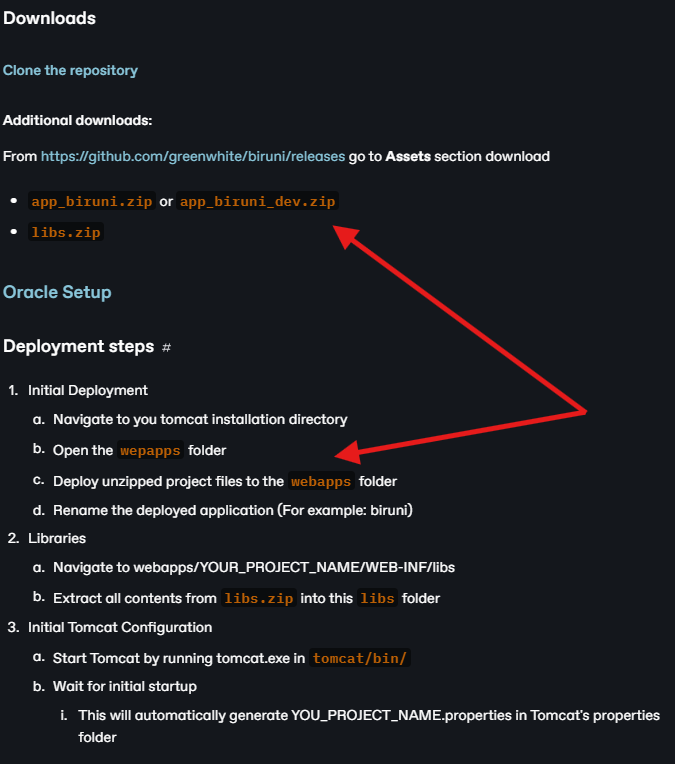 Downloads
Clone the repository
Additional downloads:
From https://github.com/greenwhite/biruni/releases go to Assets section download
• app_biruni.zip or app_biruni_dev.zip
• libs.zip
Oracle Setup
Deployment steps #
1. Initial Deployment
a. Navigate to you tomcat installation directory
b. Open the wepapps folder
c. Deploy unzipped project files to the webapps folder
d. Rename the deployed application (For example: biruni)
2. Libraries
a. Navigate to webapps/YOUR_PROJECT_NAME/WEB-INF/libs
b. Extract all contents from libs.zip into this libs folder
3. Initial Tomcat Configuration
a. Start Tomcat by running tomcat.exe in tomcat/bin/
b. Wait for initial startup
i. This will automatically generate YOU_PROJECT_NAME.properties in Tomcat's properties
folder